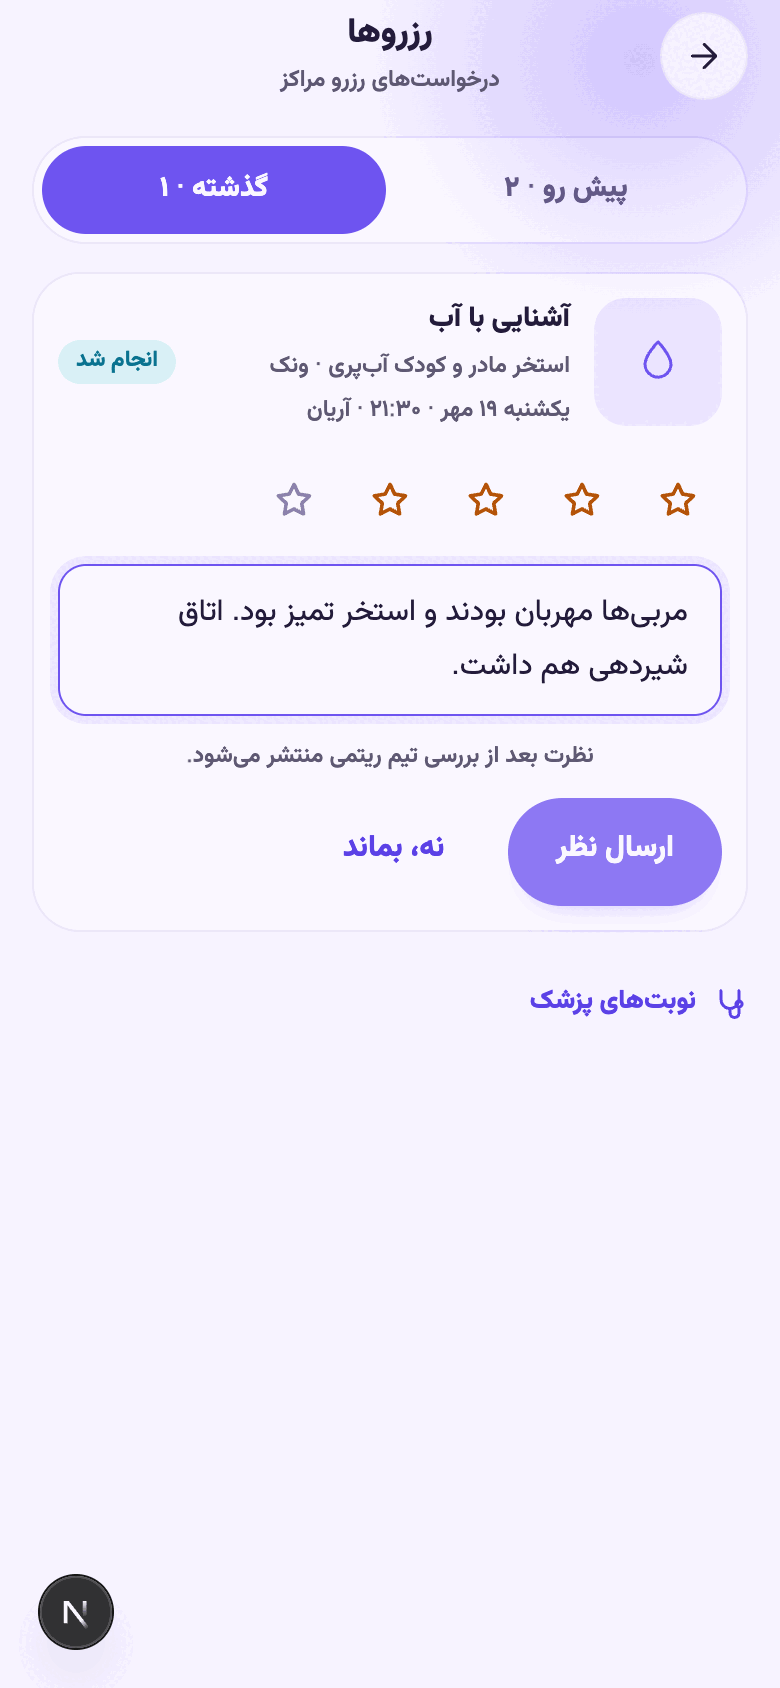 رزروها
درخواست‌های رزرو مراکز
پیش رو · ۲
گذشته · ۱
آشنایی با آب
استخر مادر و کودک آب‌پری · ونک
یکشنبه ۱۹ مهر · ۲۱:۳۰ · آریان
انجام شد
مربی‌ها مهربان بودند و استخر تمیز بود. اتاق
شیردهی هم داشت.
نظرت بعد از بررسی تیم ریتمی منتشر می‌شود.
ارسال نظر
نه، بماند
نوبت‌های پزشک
N